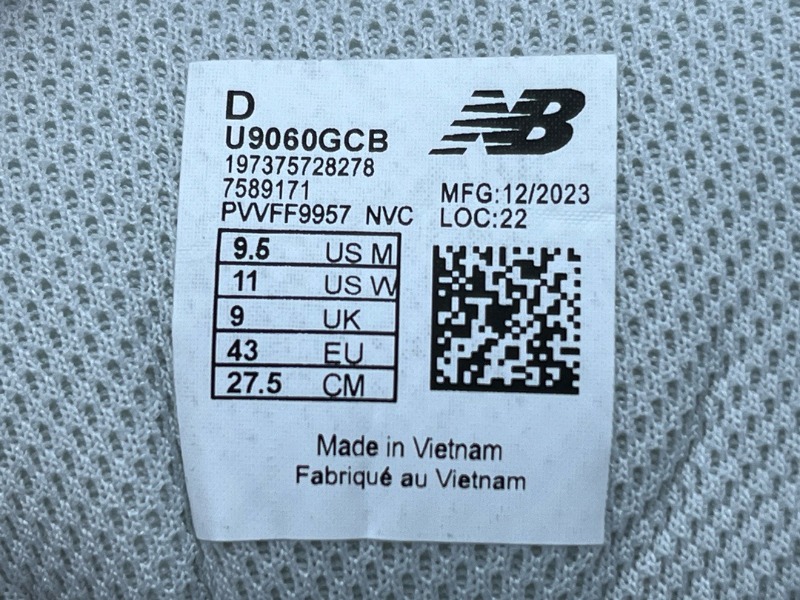 D
U9060GCB
197375728278
7589171
PVVFF9957 NVC
NB
MFG:12/2023
LOC:22
9.5 US M
11 US W
9 UK
43 EU
27.5 CM
Made in Vietnam
Fabriqué au Vietnam